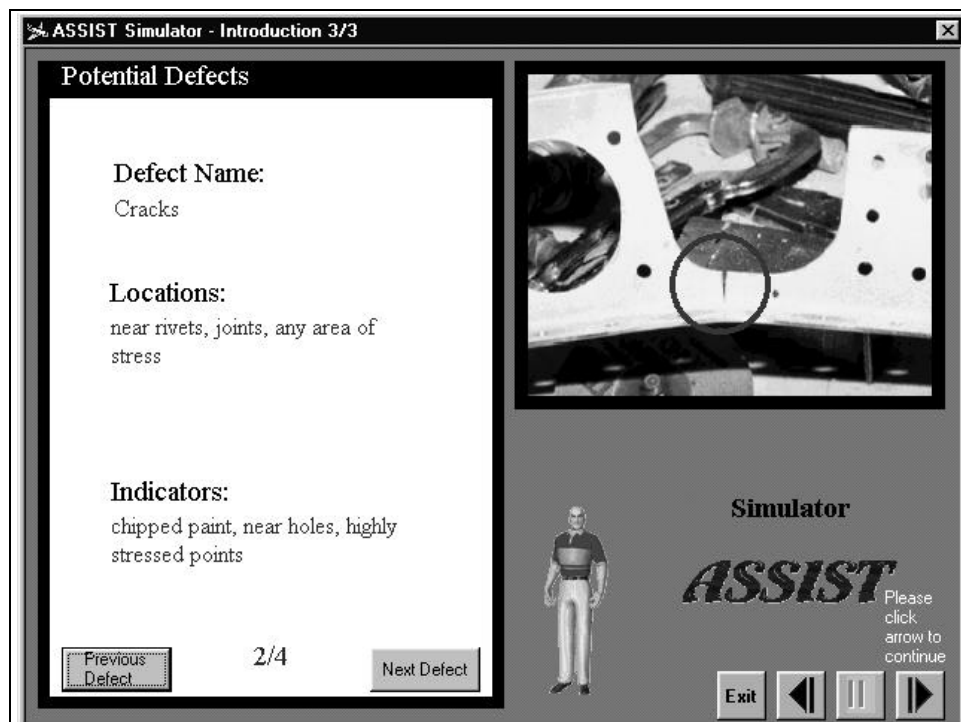 ASSIST Simulator - Introduction 3/3
Potential Defects
Defect Name:
Cracks
Locations:
near rivets, joints, any area of
stress
Indicators:
chipped paint, near holes, highly
stressed points
Previous
Defect
2/4
Next Defect
Simulator
ASSIST
Please
click
arrow to
continue
Exit